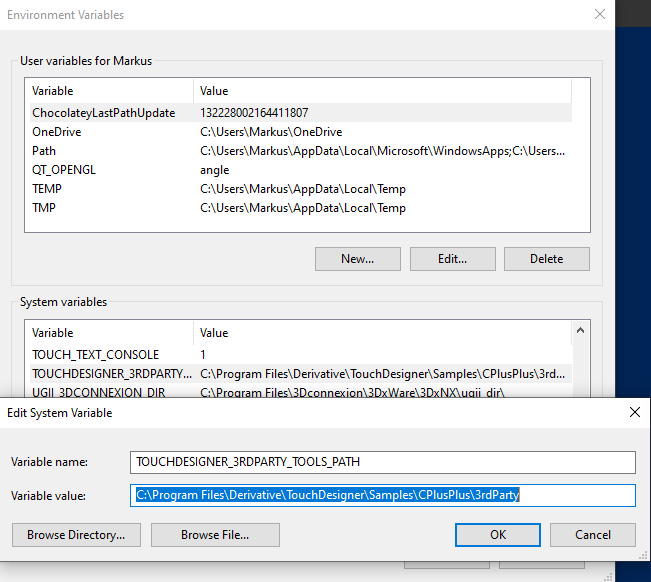 Environment Variables
User variables for Markus
Variable Value
ChocolateyLastPathUpdate 132228002164411807
OneDrive C:\Users\Markus\OneDrive
Path C:\Users\Markus\AppData\Local\Microsoft\WindowsApps;C:\Users...
QT_OPENGL angle
TEMP C:\Users\Markus\AppData\Local\Temp
TMP C:\Users\Markus\AppData\Local\Temp
New... Edit... Delete
System variables
Variable Value
TOUCH_TEXT_CONSOLE 1
TOUCHDESIGNER_3RDPARTY... C:\Program Files\Derivative\TouchDesigner\Samples\CPlusPlus\3rd...
UGII_3DCONNEXION_DIR C:\Program Files\3Dconnexion\3DxWare\3DxNX\ugii_dir\
Edit System Variable
Variable name: TOUCHDESIGNER_3RDPARTY_TOOLS_PATH
Variable value: C:\Program Files\Derivative\TouchDesigner\Samples\CPlusPlus\3rdParty
Browse Directory... Browse File... OK Cancel